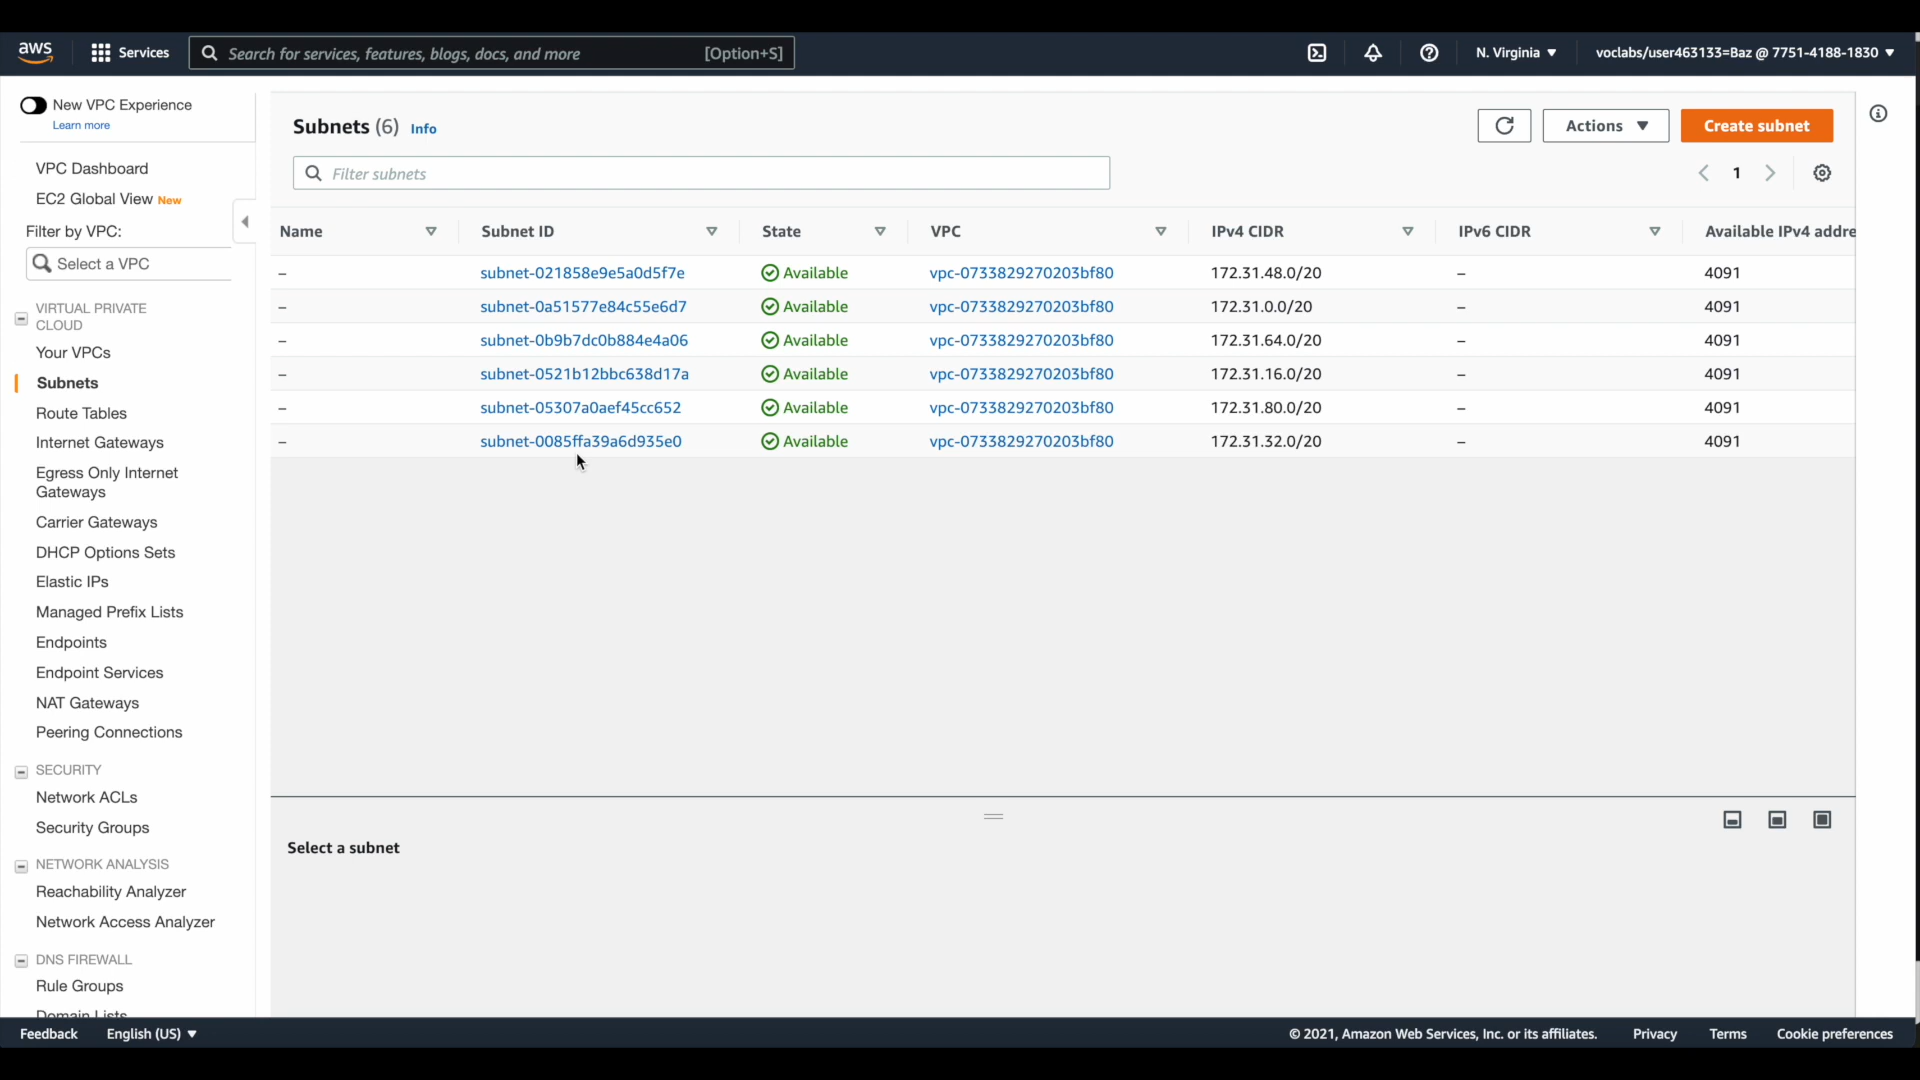 aws
Services
Search for services, features, blogs, docs, and more
[Option+S]
N. Virginia
voclabs/user463133=Baz @ 7751-4188-1830
New VPC Experience
Learn more
VPC Dashboard
EC2 Global View New
Filter by VPC:
Select a VPC
VIRTUAL PRIVATE
CLOUD
Your VPCs
Subnets
Route Tables
Internet Gateways
Egress Only Internet
Gateways
Carrier Gateways
DHCP Options Sets
Elastic IPs
Managed Prefix Lists
Endpoints
Endpoint Services
NAT Gateways
Peering Connections
SECURITY
Network ACLs
Security Groups
NETWORK ANALYSIS
Reachability Analyzer
Network Access Analyzer
DNS FIREWALL
Rule Groups
Domain Lists
Subnets (6) Info
Actions
Create subnet
Filter subnets
1
Name Subnet ID State VPC IPv4 CIDR IPv6 CIDR Available IPv4 addre
– subnet-021858e9e5a0d5f7e Available vpc-0733829270203bf80 172.31.48.0/20 – 4091
– subnet-0a51577e84c55e6d7 Available vpc-0733829270203bf80 172.31.0.0/20 – 4091
– subnet-0b9b7dc0b884e4a06 Available vpc-0733829270203bf80 172.31.64.0/20 – 4091
– subnet-0521b12bbc638d17a Available vpc-0733829270203bf80 172.31.16.0/20 – 4091
– subnet-05307a0aef45cc652 Available vpc-0733829270203bf80 172.31.80.0/20 – 4091
– subnet-0085ffa39a6d935e0 Available vpc-0733829270203bf80 172.31.32.0/20 – 4091
Select a subnet
Feedback
English (US)
© 2021, Amazon Web Services, Inc. or its affiliates.
Privacy
Terms
Cookie preferences